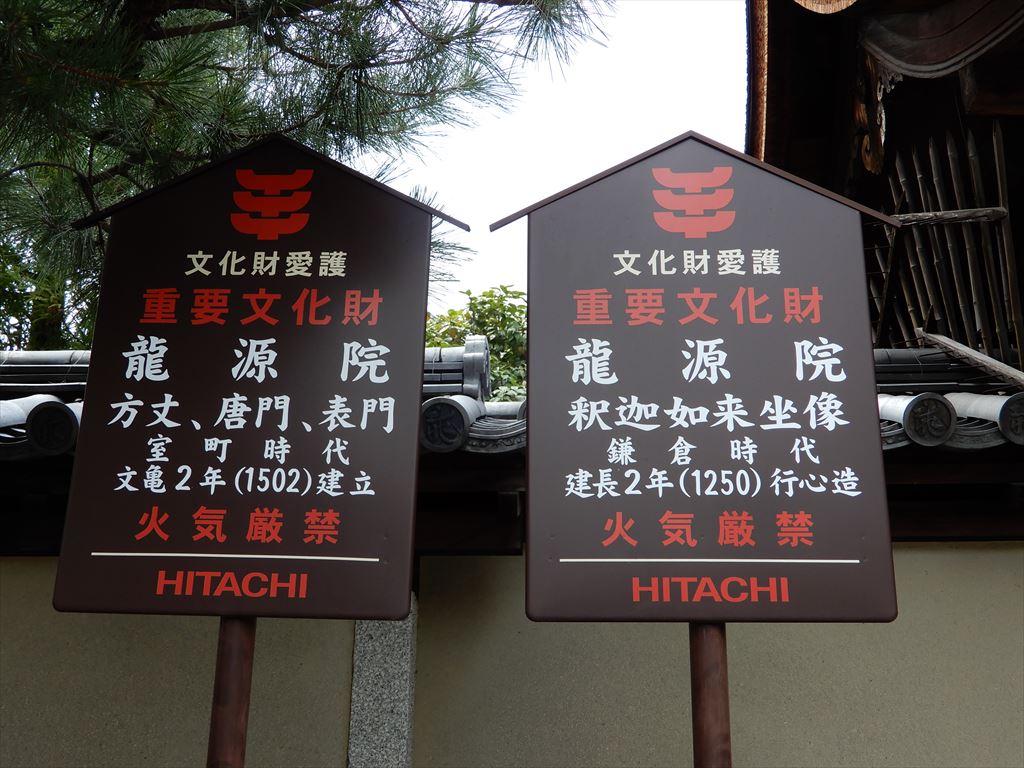 文化財愛護
重要文化財
龍源院
方丈、唐門、表門
室町時代
文亀2年(1502)建立
火気厳禁
HITACHI
文化財愛護
重要文化財
龍源院
釈迦如来坐像
鎌倉時代
建長2年(1250)行心造
火気厳禁
HITACHI